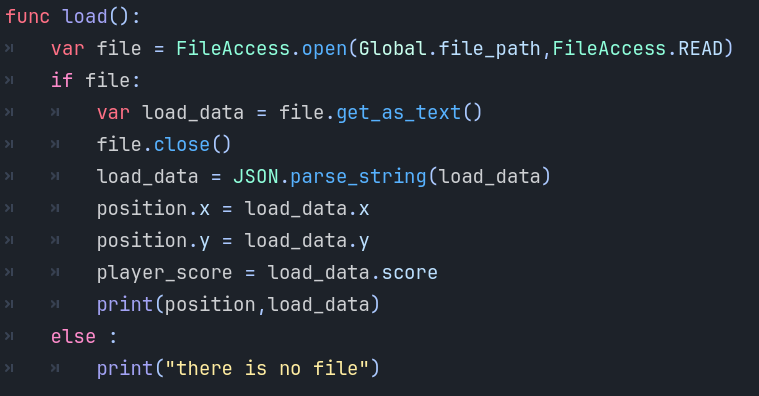 func load():
var file = FileAccess.open(Global.file_path,FileAccess.READ)
if file:
var load_data = file.get_as_text()
file.close()
load_data = JSON.parse_string(load_data)
position.x = load_data.x
position.y = load_data.y
player_score = load_data.score
print(position,load_data)
else :
print("there is no file")